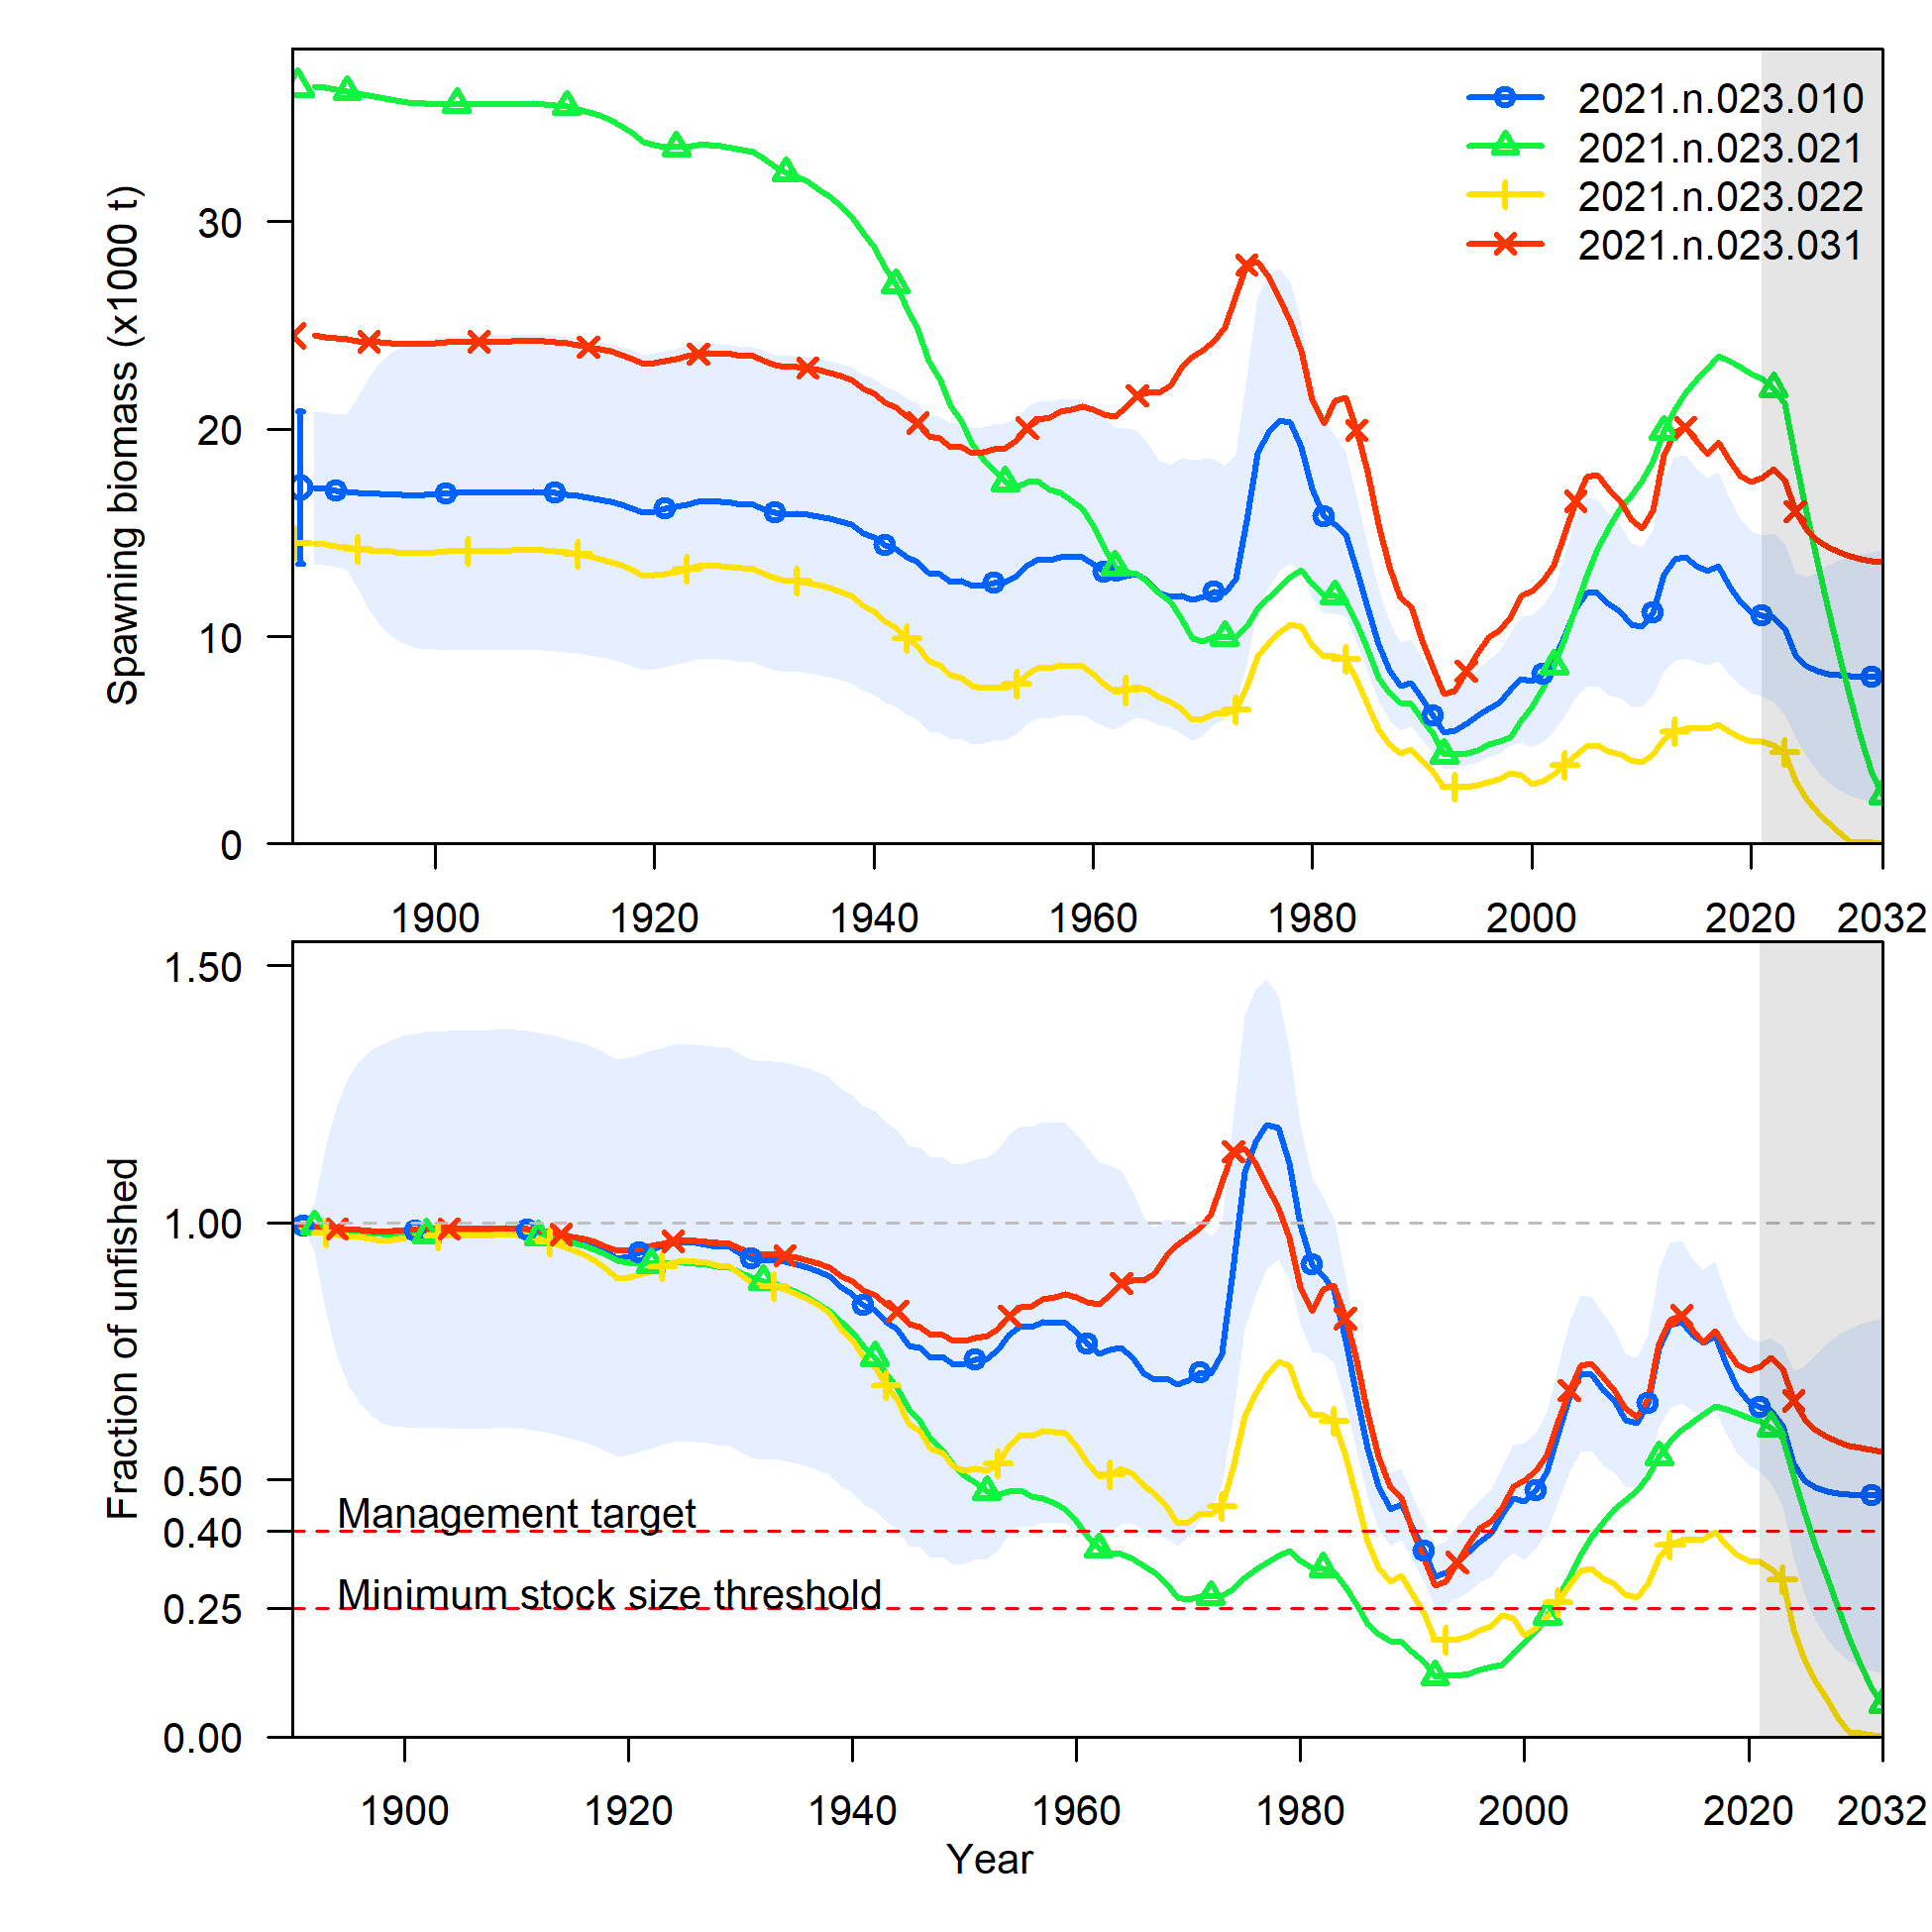 2021.n.023.010
2021.n.023.021
2021.n.023.022
2021.n.023.031
Spawning biomass (x1000 t)
30
20
10
0
1900 1920 1940 1960 1980 2000 2020 2032
Fraction of unfished
1.50
1.00
0.50
0.40
0.25
0.00
Management target
Minimum stock size threshold
1900 1920 1940 1960 1980 2000 2020 2032
Year